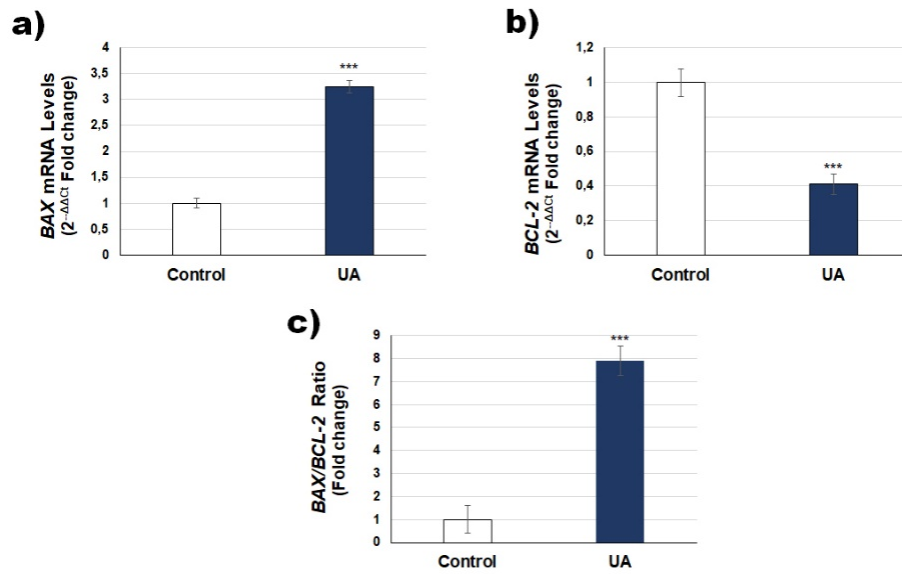 a)
BAX mRNA Levels
(2^-ΔΔCt Fold change)
4
3,5
3
2,5
2
1,5
1
0,5
0
***
Control UA
b)
BCL-2 mRNA Levels
(2^-ΔΔCt Fold change)
1,2
1
0,8
0,6
0,4
0,2
0
***
Control UA
c)
BAX/BCL-2 Ratio
(Fold change)
9
8
7
6
5
4
3
2
1
0
***
Control UA